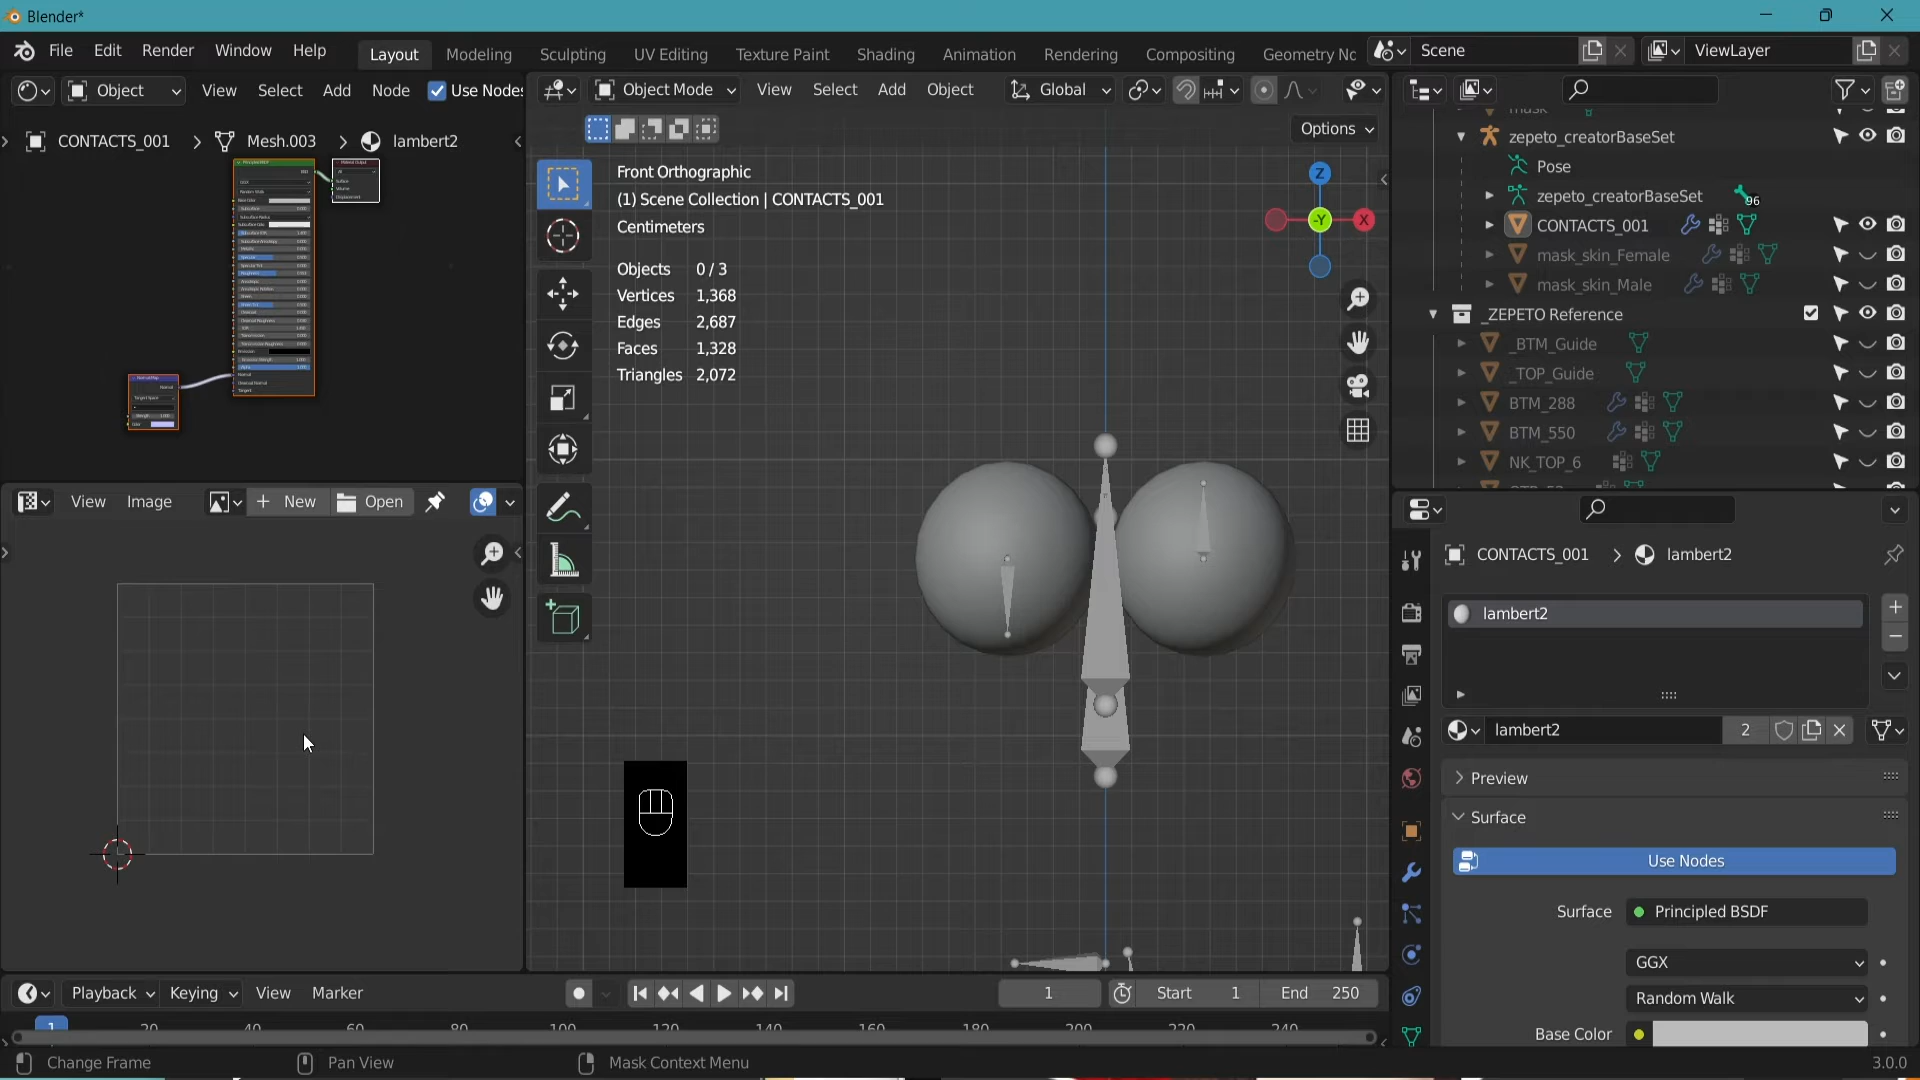 Blender*
File Edit Render Window Help
Layout Modeling Sculpting UV Editing Texture Paint Shading Animation Rendering Compositing Geometry Nc
Scene ViewLayer
Object View Select Add Node Use Nodes
Object Mode View Select Add Object Global
Options
CONTACTS_001 > Mesh.003 > lambert2
Front Orthographic
(1) Scene Collection | CONTACTS_001
Centimeters
Objects 0 / 3
Vertices 1,368
Edges 2,687
Faces 1,328
Triangles 2,072
Z
-Y
X
zepeto_creatorBaseSet
Pose
zepeto_creatorBaseSet 96
CONTACTS_001
mask_skin_Female
mask_skin_Male
_ZEPETO Reference
_BTM_Guide
_TOP_Guide
BTM_288
BTM_550
NK_TOP_6
View Image + New Open
CONTACTS_001 > lambert2
lambert2
lambert2 2
Preview
Surface
Use Nodes
Surface Principled BSDF
GGX
Random Walk
Base Color
Playback Keying View Marker
1 Start 1 End 250
1 20 40 60 80 100 120 140 160 180 200 220 240
Change Frame Pan View Mask Context Menu 3.0.0